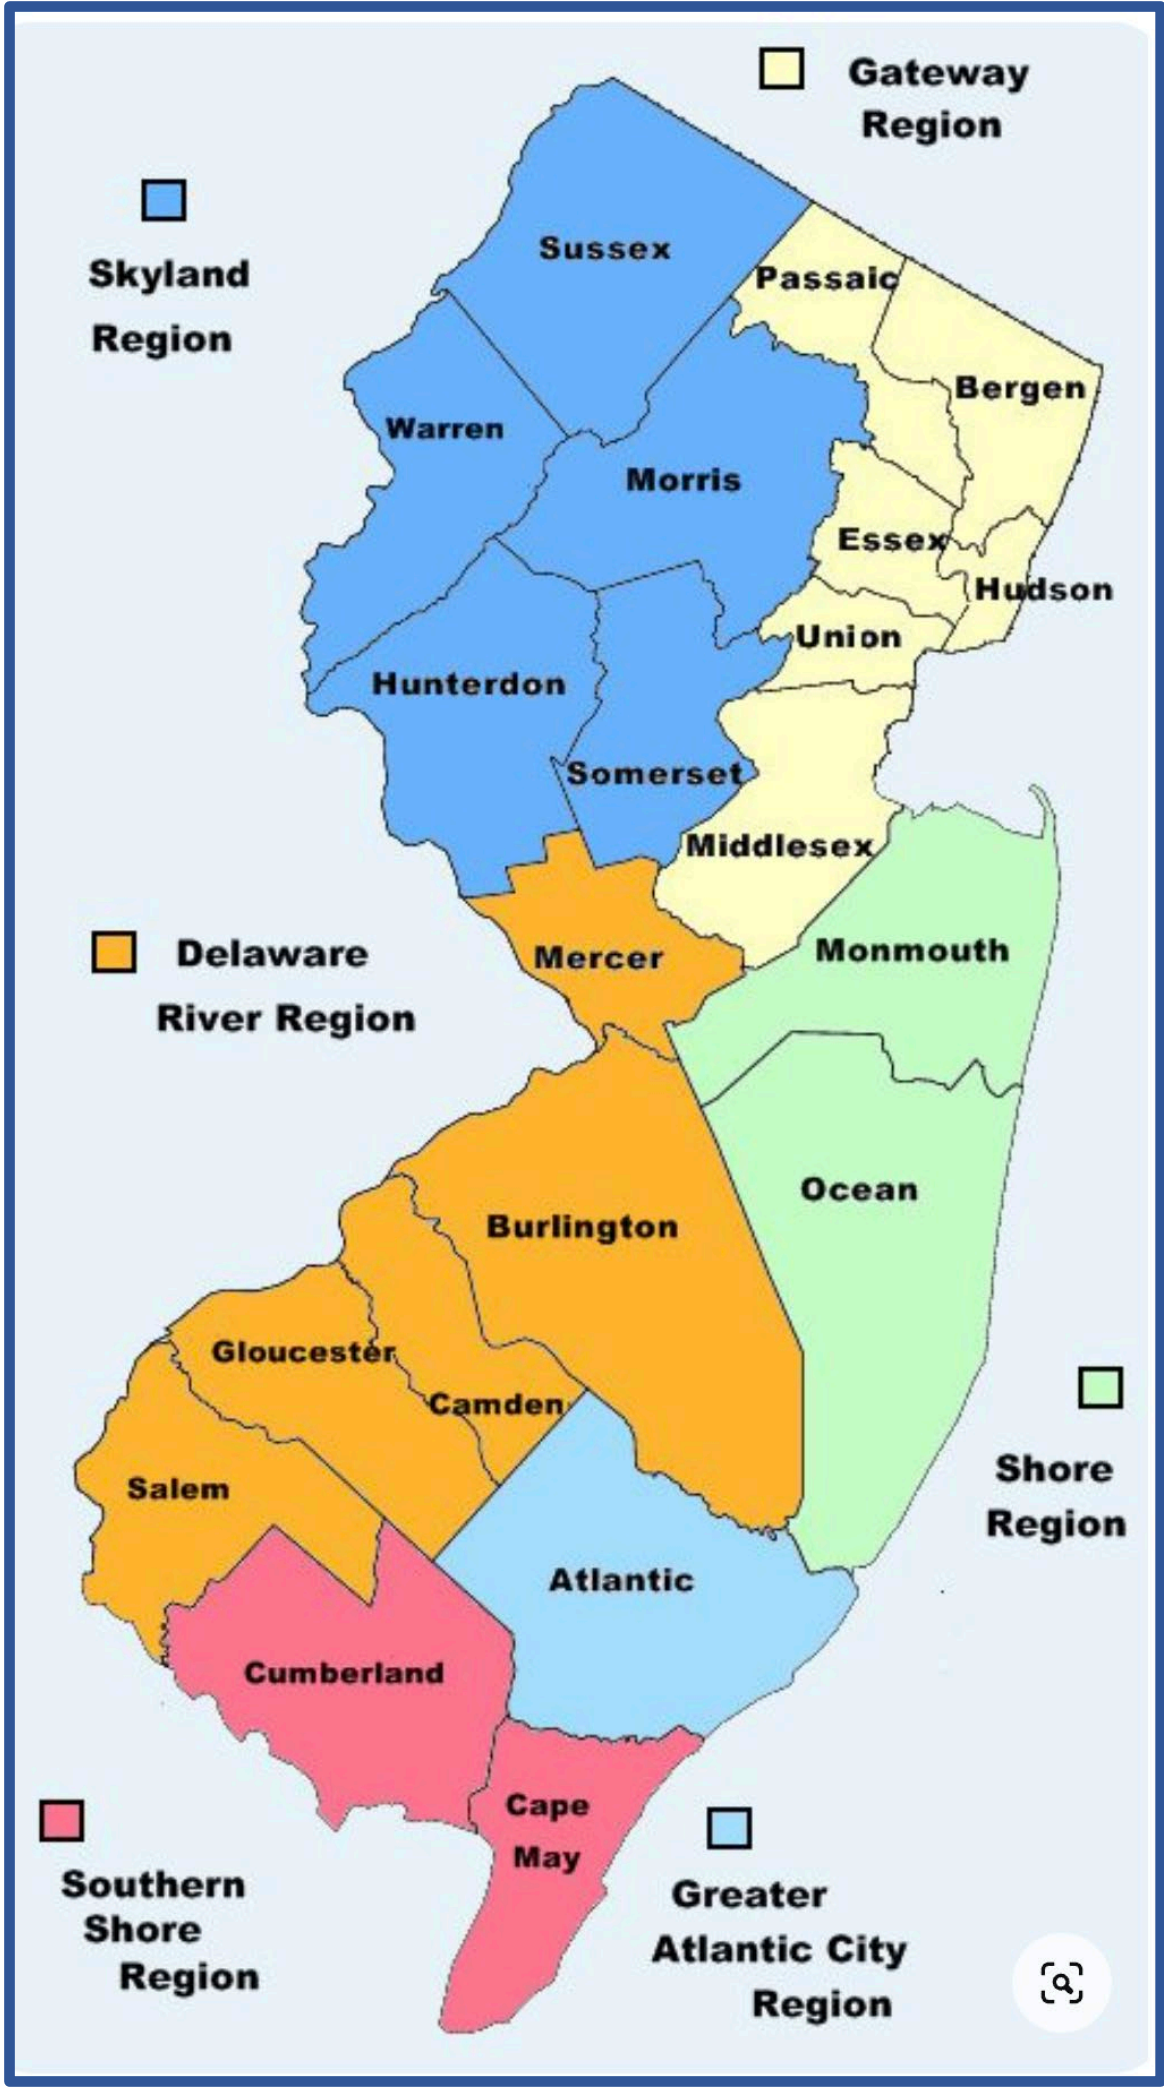 Gateway
Region
Skyland
Region
Sussex
Passaic
Bergen
Warren
Morris
Essex
Hudson
Union
Hunterdon
Somerset
Middlesex
Delaware
River Region
Mercer
Monmouth
Ocean
Burlington
Gloucester
Camden
Salem
Shore
Region
Atlantic
Cumberland
Cape
May
Southern
Shore
Region
Greater
Atlantic City
Region